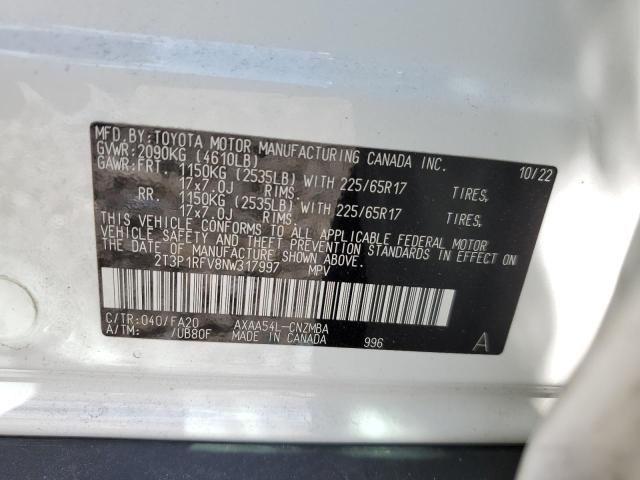 MFD.BY:TOYOTA MOTOR MANUFACTURING CANADA INC. 10/22
GVWR:2090KG (4610LB)
GAWR:FRT. 1150KG (2535LB) WITH 225/65R17 TIRES,
17x7.0J RIMS,
RR. 1150KG (2535LB) WITH 225/65R17 TIRES,
17x7.0J RIMS,
THIS VEHICLE CONFORMS TO ALL APPLICABLE FEDERAL MOTOR
VEHICLE SAFETY AND THEFT PREVENTION STANDARDS IN EFFECT ON THE
DATE OF MANUFACTURE SHOWN ABOVE.
2T3P1RFV8NW317997 MPV
C/TR:040/FA20 AXAA54L-CNZMBA
A/TM: /UB80F MADE IN CANADA 996 A